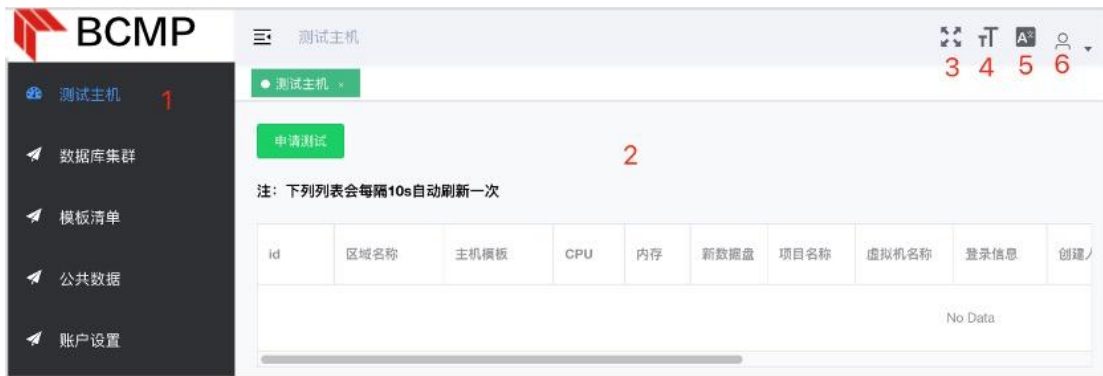 BCMP
测试主机
3 4 5 6
测试主机 1
● 测试主机 ×
数据库集群
申请测试
2
注：下列列表会每隔10s自动刷新一次
模板清单
id 区域名称 主机模板 CPU 内存 新数据盘 项目名称 虚拟机名称 登录信息 创建人
公共数据
No Data
账户设置